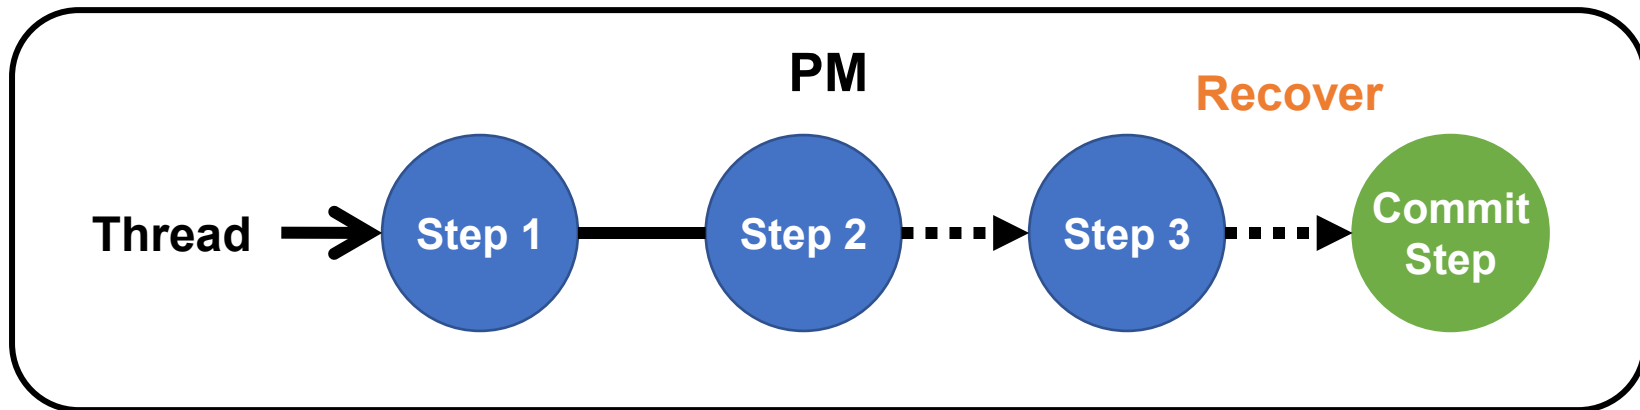 PM
Recover
Thread
Step 1
Step 2
Step 3
Commit
Step